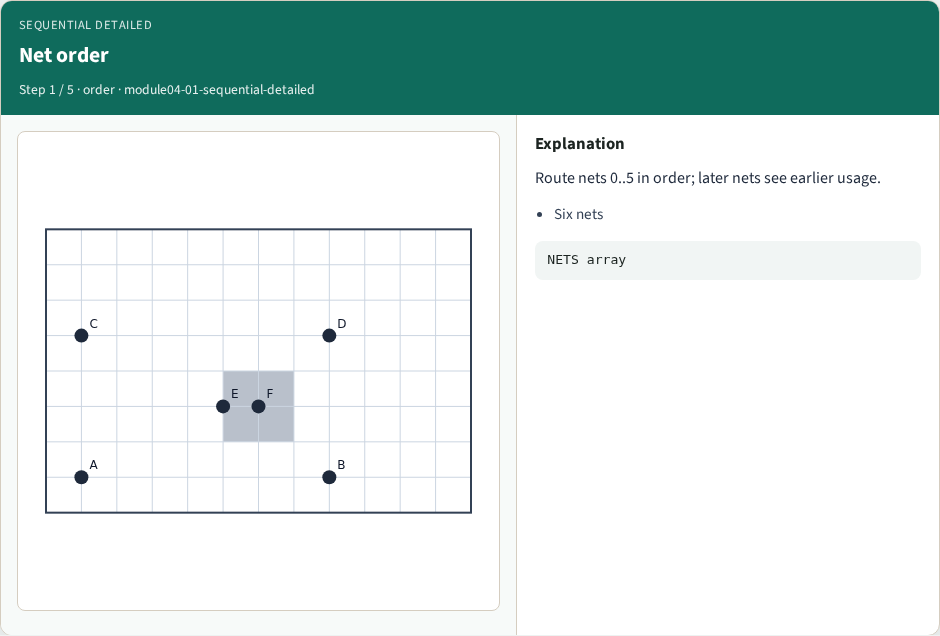 SEQUENTIAL DETAILED
Net order
Step 1 / 5 · order · module04-01-sequential-detailed
C
D
E
F
A
B
Explanation
Route nets 0..5 in order; later nets see earlier usage.
• Six nets
NETS array